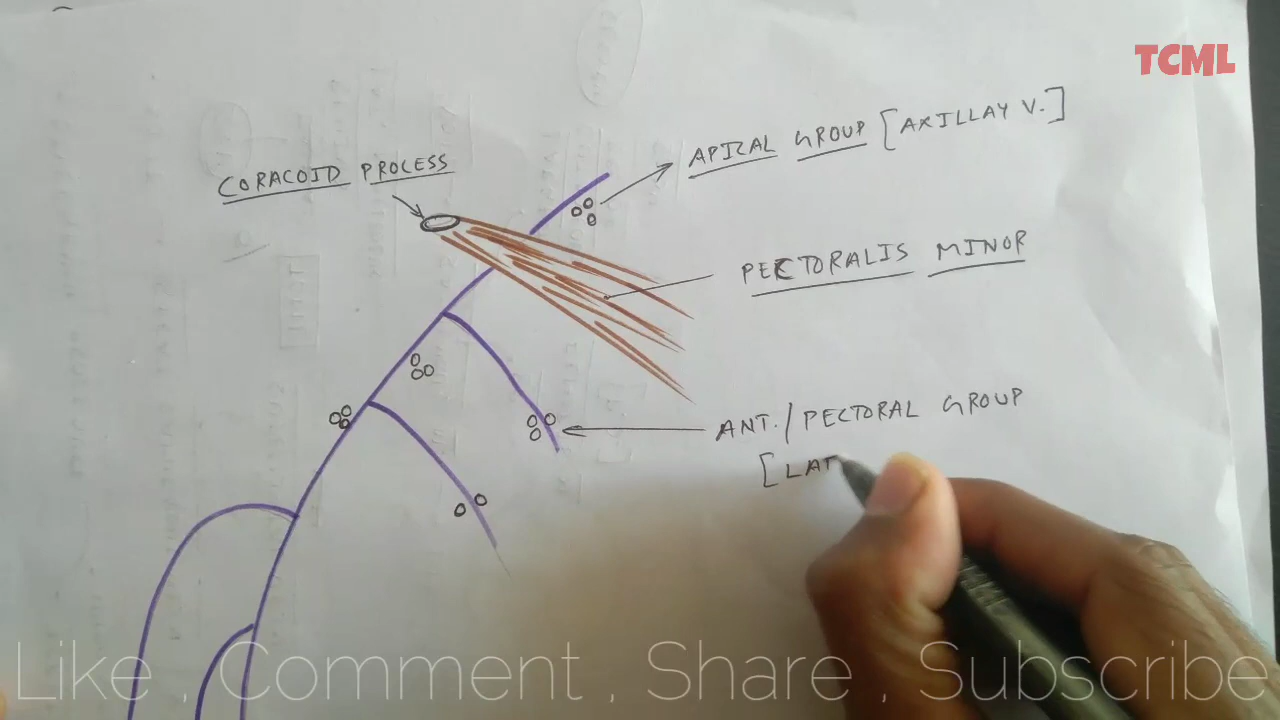 TCML
APICAL GROUP [AXILLAY V.]
CORACOID PROCESS
PECTORALIS MINOR
ANT. / PECTORAL GROUP
[LAT
Like , Comment , Share , Subscribe